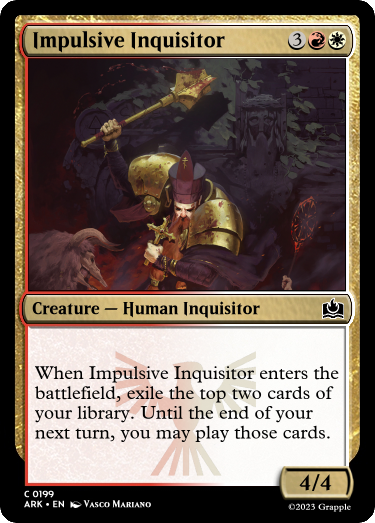 Impulsive Inquisitor 3
Creature — Human Inquisitor
When Impulsive Inquisitor enters the
battlefield, exile the top two cards of
your library. Until the end of your
next turn, you may play those cards.
4/4
C 0199
ARK • EN Vasco Mariano
©2023 Grapple